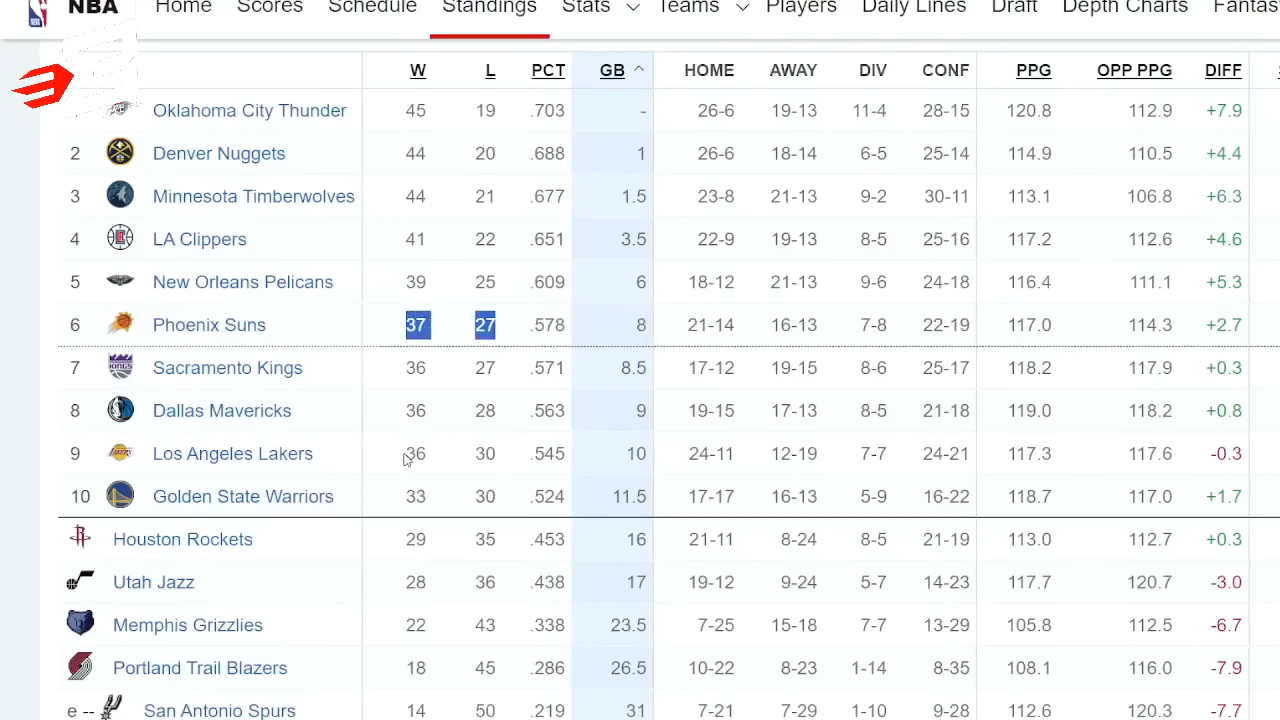 NBA Home Scores Schedule Standings Stats Teams Players Daily Lines Draft Depth Charts Fantas
W L PCT GB HOME AWAY DIV CONF PPG OPP PPG DIFF
Oklahoma City Thunder 45 19 .703 - 26-6 19-13 11-4 28-15 120.8 112.9 +7.9
2 Denver Nuggets 44 20 .688 1 26-6 18-14 6-5 25-14 114.9 110.5 +4.4
3 Minnesota Timberwolves 44 21 .677 1.5 23-8 21-13 9-2 30-11 113.1 106.8 +6.3
4 LA Clippers 41 22 .651 3.5 22-9 19-13 8-5 25-16 117.2 112.6 +4.6
5 New Orleans Pelicans 39 25 .609 6 18-12 21-13 9-6 24-18 116.4 111.1 +5.3
6 Phoenix Suns 37 27 .578 8 21-14 16-13 7-8 22-19 117.0 114.3 +2.7
7 Sacramento Kings 36 27 .571 8.5 17-12 19-15 8-6 25-17 118.2 117.9 +0.3
8 Dallas Mavericks 36 28 .563 9 19-15 17-13 8-5 21-18 119.0 118.2 +0.8
9 Los Angeles Lakers 36 30 .545 10 24-11 12-19 7-7 24-21 117.3 117.6 -0.3
10 Golden State Warriors 33 30 .524 11.5 17-17 16-13 5-9 16-22 118.7 117.0 +1.7
Houston Rockets 29 35 .453 16 21-11 8-24 8-5 21-19 113.0 112.7 +0.3
Utah Jazz 28 36 .438 17 19-12 9-24 5-7 14-23 117.7 120.7 -3.0
Memphis Grizzlies 22 43 .338 23.5 7-25 15-18 7-7 13-29 105.8 112.5 -6.7
Portland Trail Blazers 18 45 .286 26.5 10-22 8-23 1-14 8-35 108.1 116.0 -7.9
e -- San Antonio Spurs 14 50 .219 31 7-21 7-29 1-10 9-28 112.6 120.3 -7.7